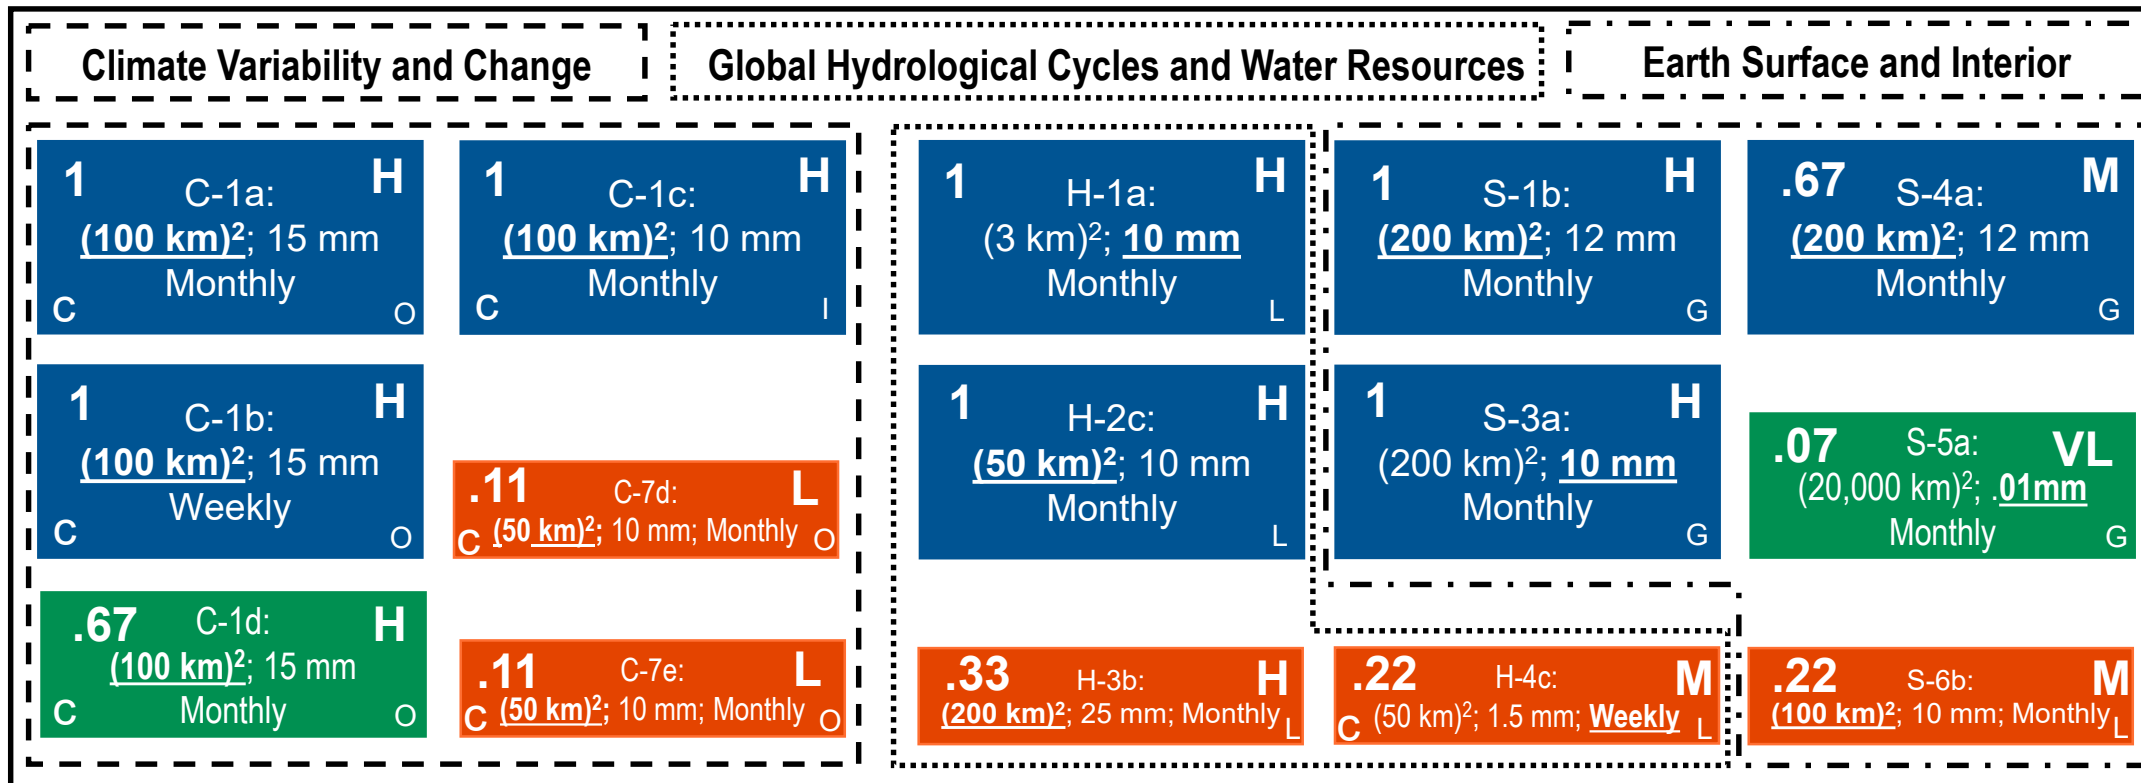 Climate Variability and Change
Global Hydrological Cycles and Water Resources
Earth Surface and Interior
1 H
C-1a:
(100 km)²; 15 mm
Monthly
C O
1 H
C-1c:
(100 km)²; 10 mm
Monthly
C I
1 H
H-1a:
(3 km)²; 10 mm
Monthly
L
1 H
S-1b:
(200 km)²; 12 mm
Monthly
G
.67 M
S-4a:
(200 km)²; 12 mm
Monthly
G
1 H
C-1b:
(100 km)²; 15 mm
Weekly
C O
.11 C-7d: L
C (50 km)²; 10 mm; Monthly O
1 H
H-2c:
(50 km)²; 10 mm
Monthly
L
1 H
S-3a:
(200 km)²; 10 mm
Monthly
G
.07 S-5a: VL
(20,000 km)²; .01mm
Monthly G
.67 C-1d: H
(100 km)²; 15 mm
C Monthly O
.11 C-7e: L
C (50 km)²; 10 mm; Monthly O
.33 H-3b: H
(200 km)²; 25 mm; Monthly L
.22 H-4c: M
C (50 km)²; 1.5 mm; Weekly L
.22 S-6b: M
(100 km)²; 10 mm; Monthly L